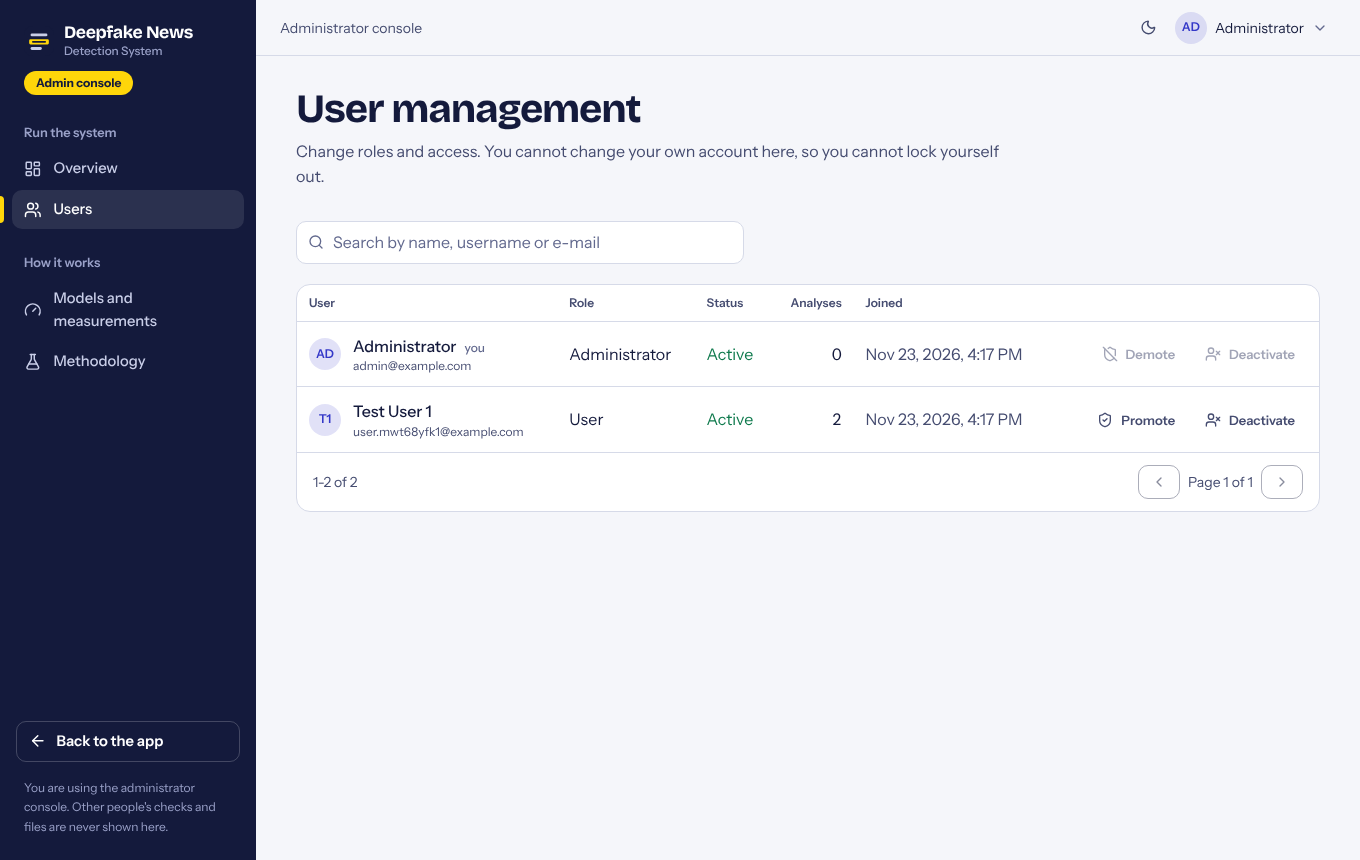 Deepfake News
Detection System
Admin console
Run the system
Overview
Users
How it works
Models and
measurements
Methodology
Back to the app
You are using the administrator
console. Other people's checks and
files are never shown here.
Administrator console
AD Administrator
User management
Change roles and access. You cannot change your own account here, so you cannot lock yourself
out.
Search by name, username or e-mail
User Role Status Analyses Joined
AD Administrator you Administrator Active 0 Nov 23, 2026, 4:17 PM Demote Deactivate
admin@example.com
T1 Test User 1 User Active 2 Nov 23, 2026, 4:17 PM Promote Deactivate
user.mwt68yfk1@example.com
1-2 of 2 Page 1 of 1